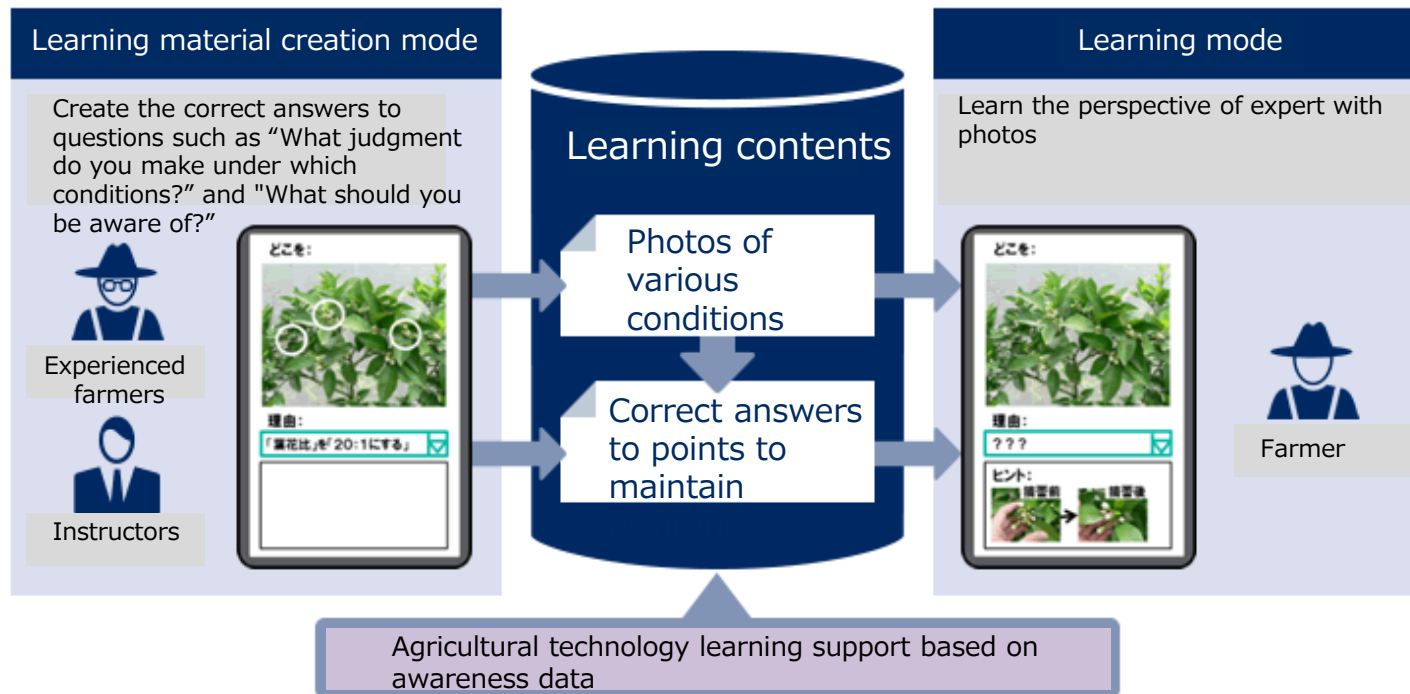 Learning material creation mode
Create the correct answers to
questions such as “What judgment
do you make under which
conditions?” and "What should you
be aware of?”
Experienced
farmers
Instructors
どこを:
理由:
「葉花比」を「20:1にする」
Learning contents
Photos of
various
conditions
Correct answers
to points to
maintain
Learning mode
Learn the perspective of expert with
photos
どこを:
理由:
???
ヒント:
摘蕾前
摘蕾後
Farmer
Agricultural technology learning support based on
awareness data